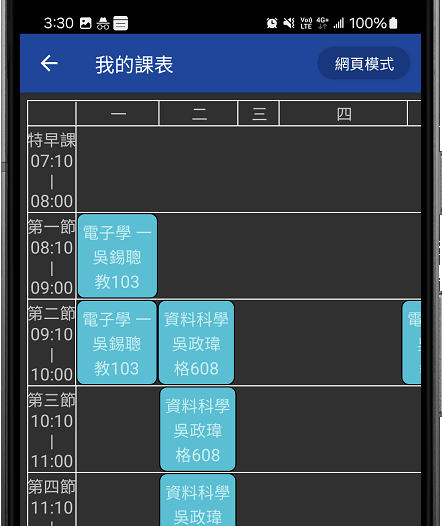 3:30
VoD LTE 4G+ 100%
我的課表
網頁模式
一 二 三 四
特早課
07:10
|
08:00
第一節
08:10
|
09:00
電子學 一
吳錫聰
教103
第二節
09:10
|
10:00
電子學 一
吳錫聰
教103
資料科學
吳政瑋
格608
電
第三節
10:10
|
11:00
資料科學
吳政瑋
格608
第四節
11:10
|
資料科學
吳政瑋